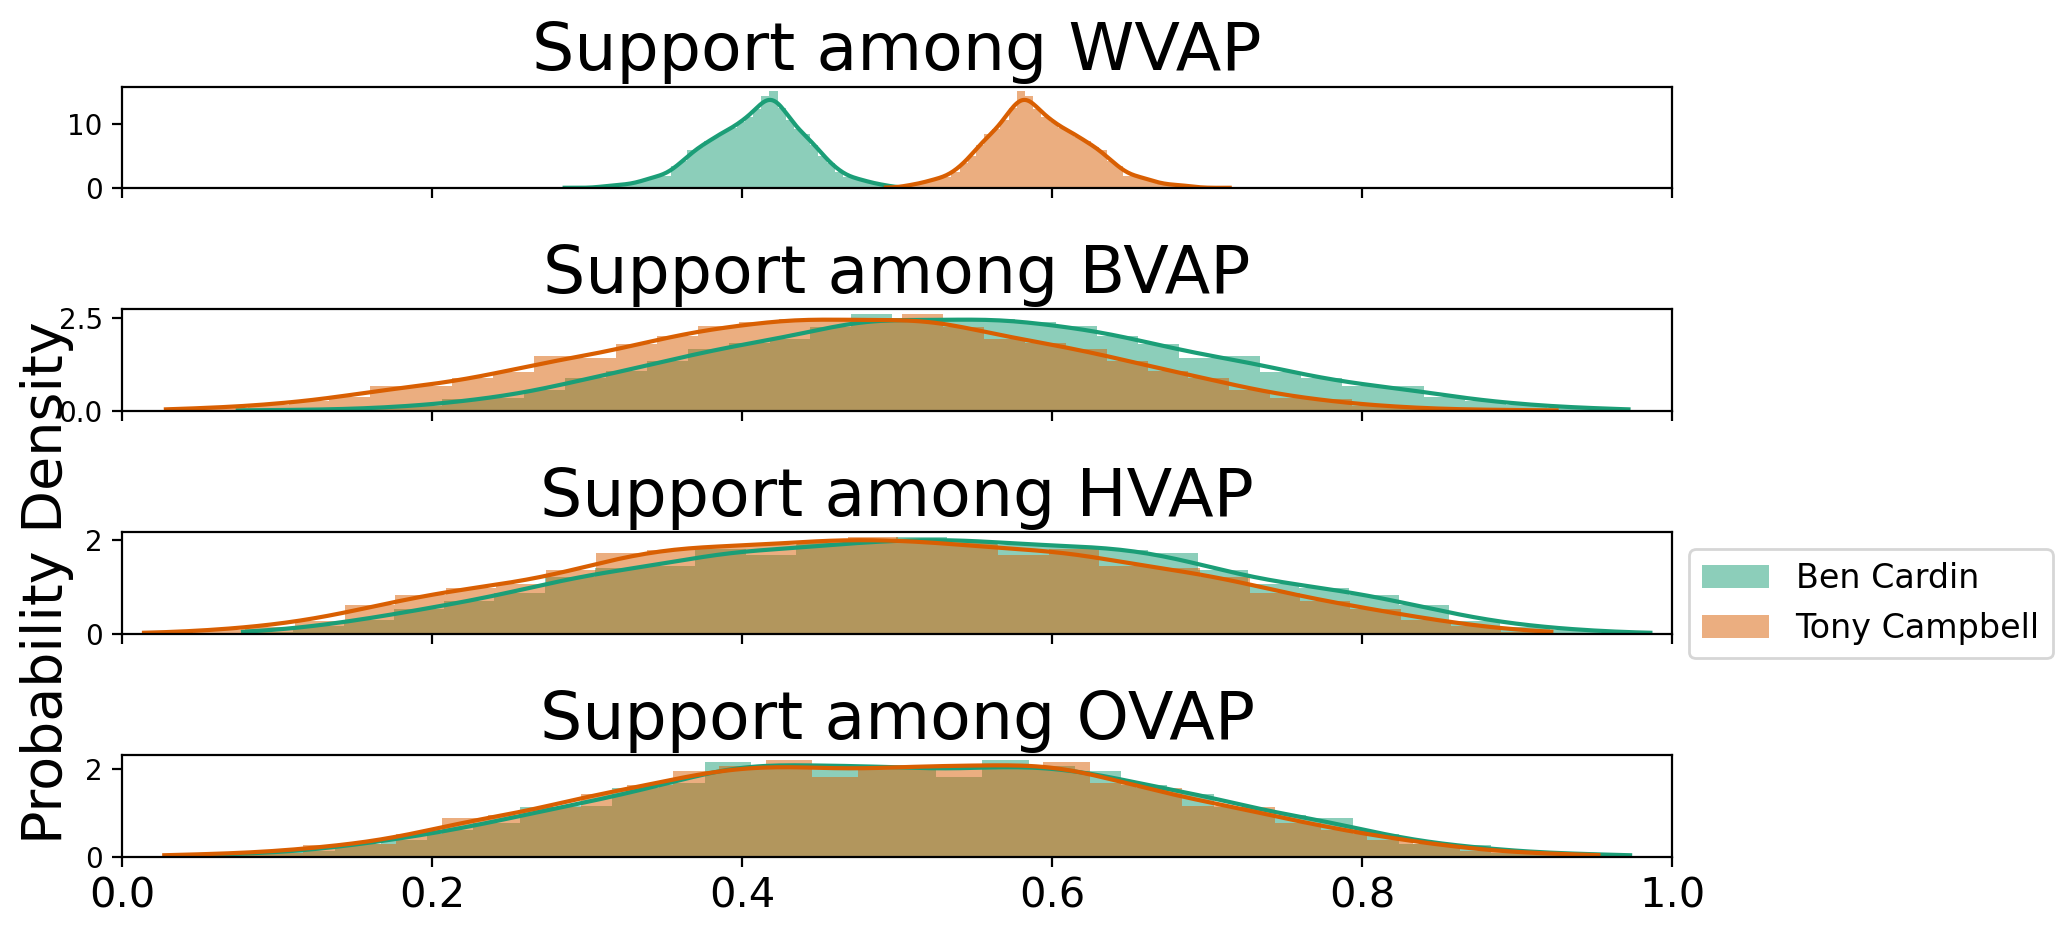 Support among WVAP
10
0
Support among BVAP
2.5
0.0
Support among HVAP
2
0
Support among OVAP
2
0
0.0 0.2 0.4 0.6 0.8 1.0
Probability Density
Ben Cardin
Tony Campbell